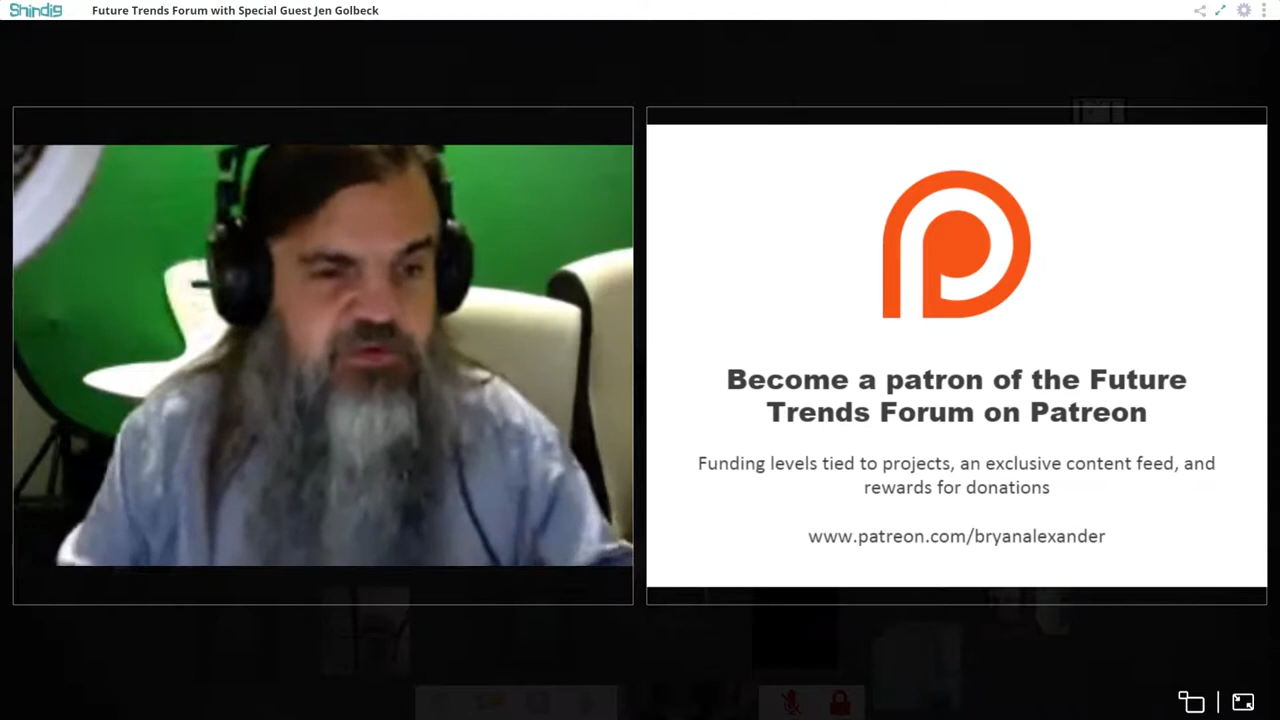 Shindig
Future Trends Forum with Special Guest Jen Golbeck
Become a patron of the Future
Trends Forum on Patreon
Funding levels tied to projects, an exclusive content feed, and
rewards for donations
www.patreon.com/bryanalexander